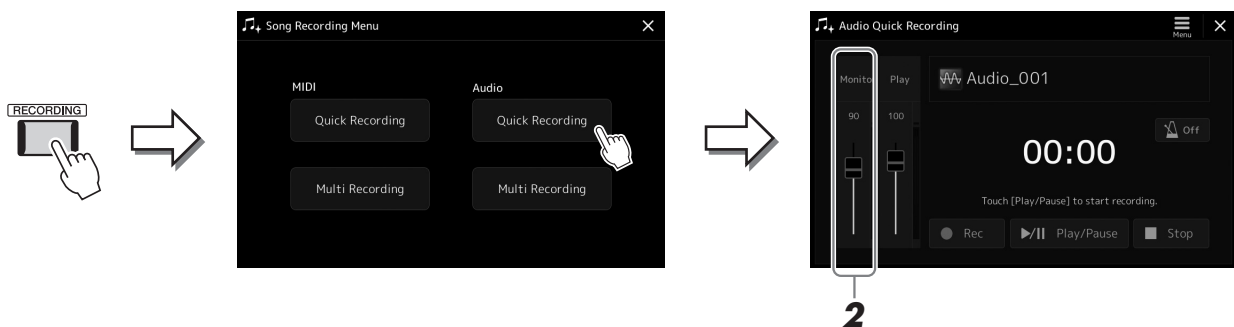 RECORDING
Song Recording Menu
MIDI
Audio
Quick Recording
Quick Recording
Multi Recording
Multi Recording
Audio Quick Recording
Menu
Monito
Play
Audio_001
90
100
Off
00:00
Touch [Play/Pause] to start recording.
Rec
Play/Pause
Stop
2